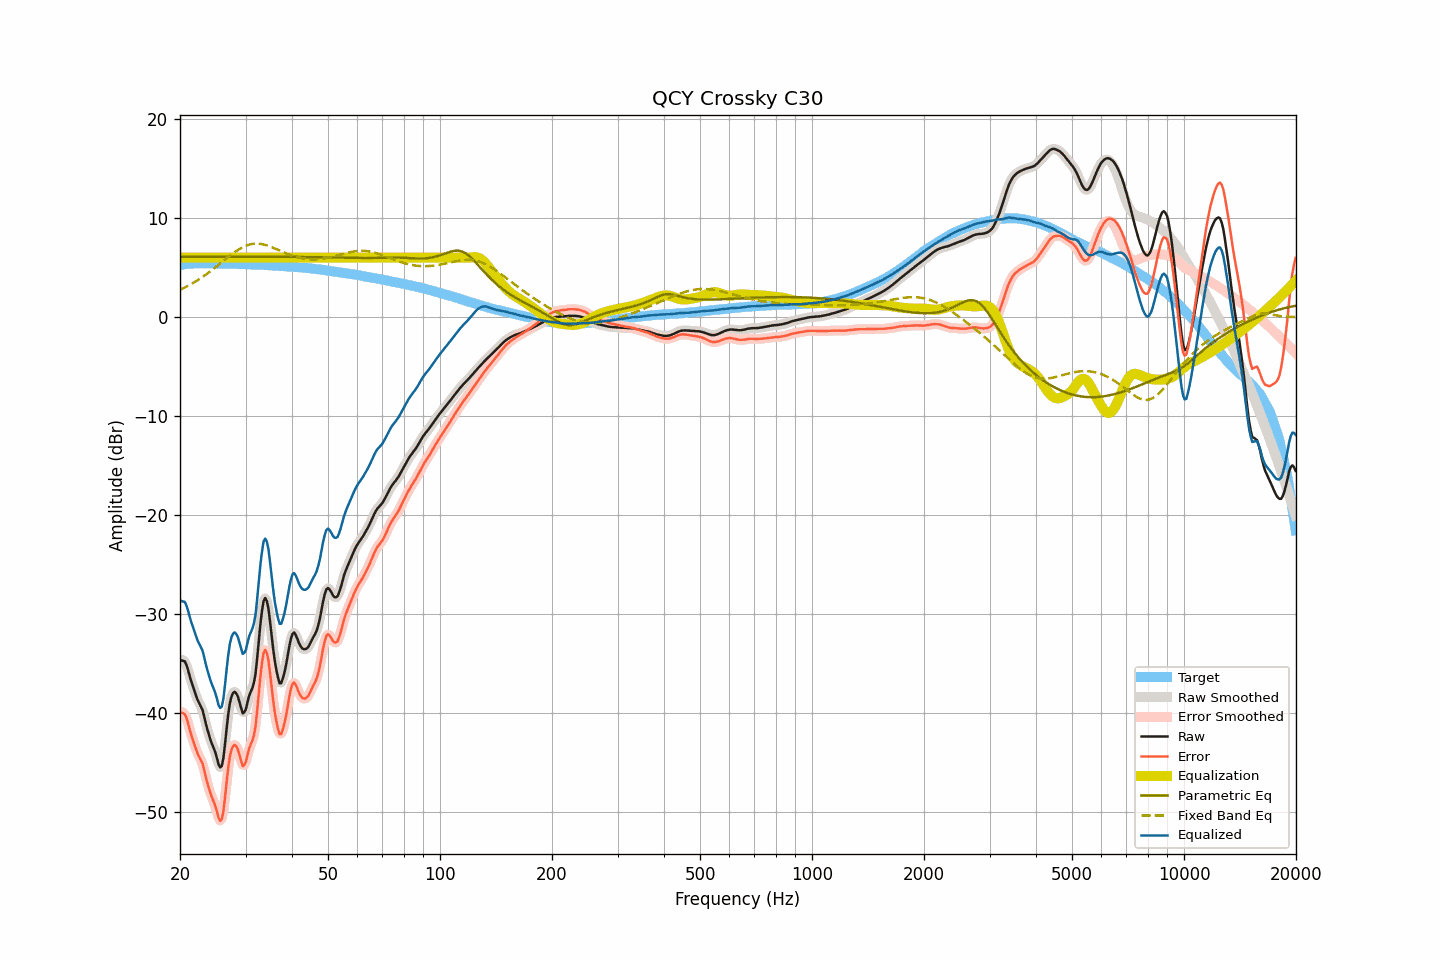 QCY Crossky C30
20
10
0
−10
−20
−30
−40
−50
Amplitude (dBr)
20
50
100
200
500
1000
2000
5000
10000
20000
Frequency (Hz)
Target
Raw Smoothed
Error Smoothed
Raw
Error
Equalization
Parametric Eq
Fixed Band Eq
Equalized